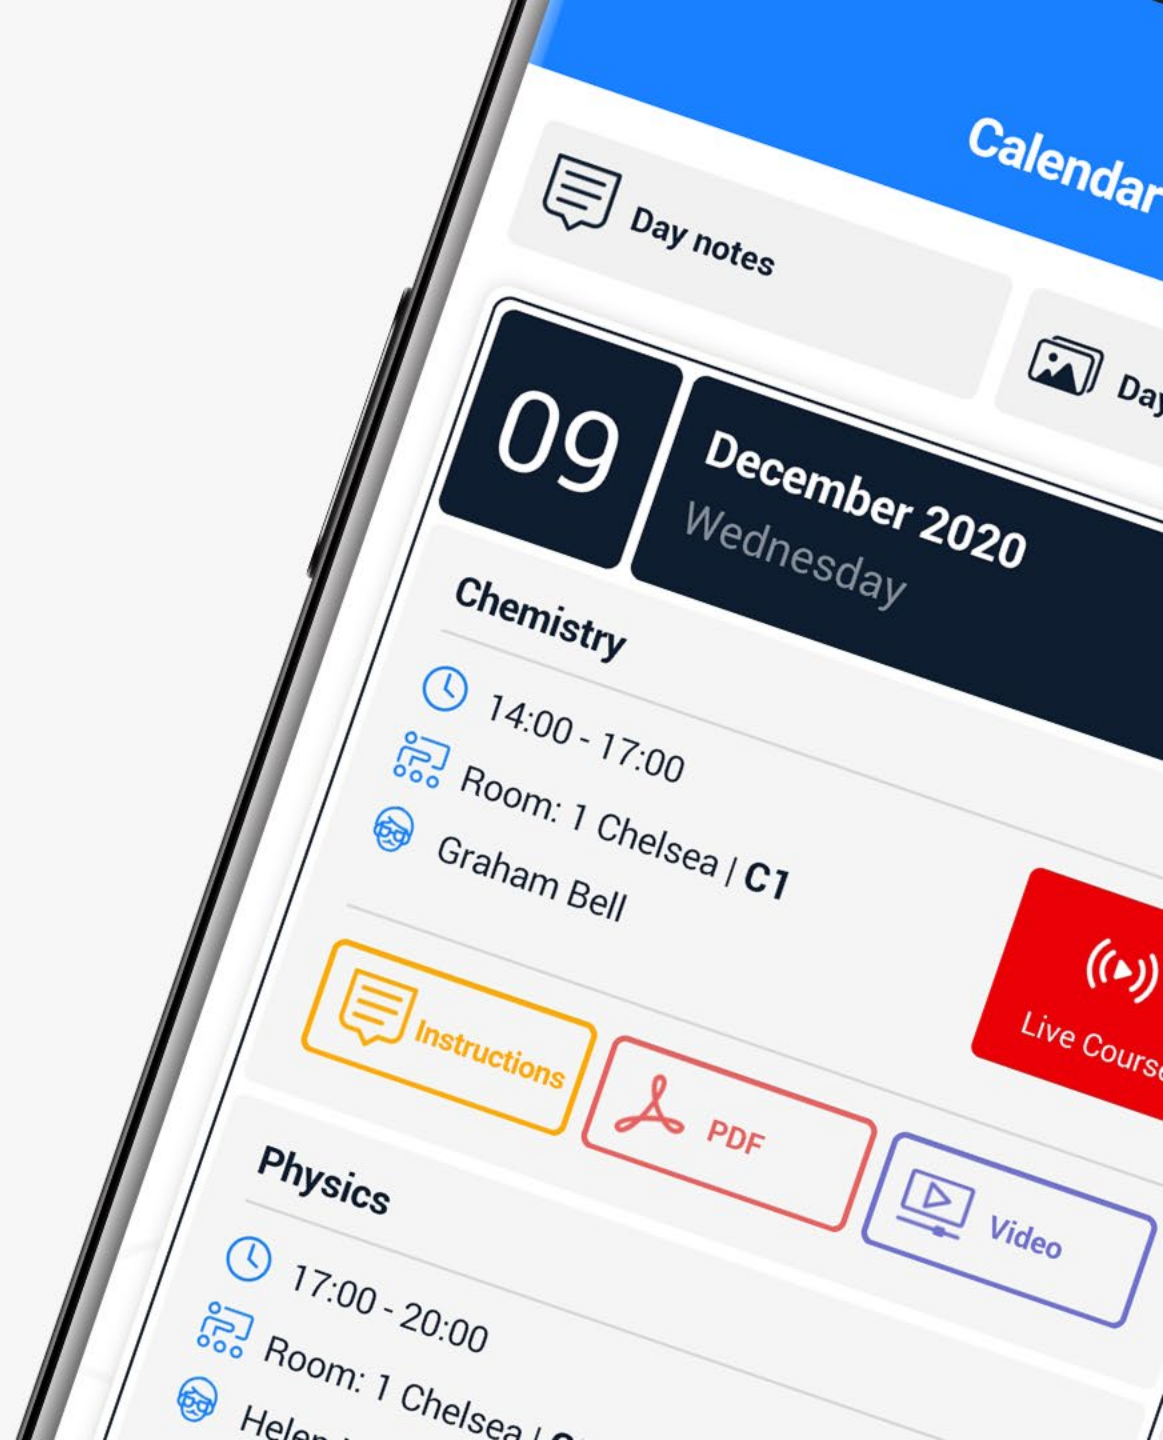 Calendar
Day notes
09
December 2020
Wednesday
Chemistry
14:00 - 17:00
Room: 1 Chelsea | C1
Graham Bell
Live Course
Instructions
PDF
Video
Physics
17:00 - 20:00
Room: 1 Chelsea |
Helen